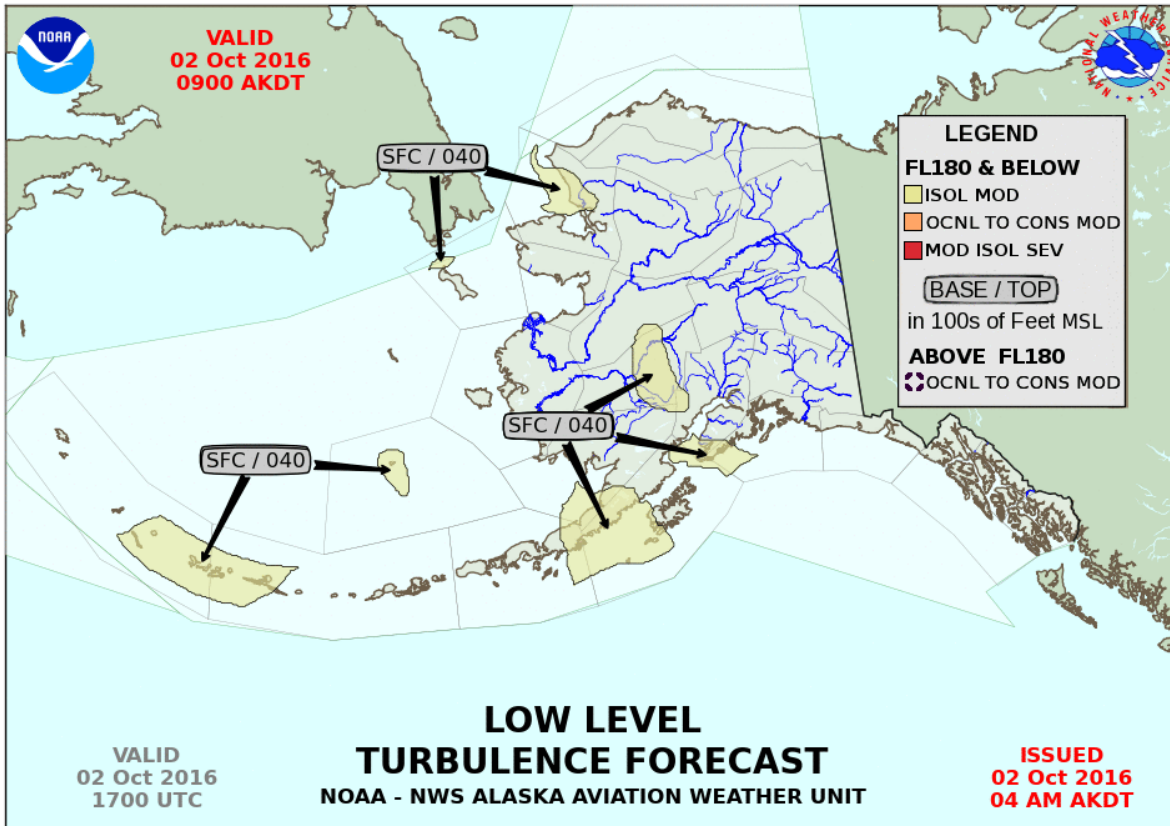 NOAA
VALID
02 Oct 2016
0900 AKDT
NATIONAL WEATHER SERVICE
SFC / 040
LEGEND
FL180 & BELOW
ISOL MOD
OCNL TO CONS MOD
MOD ISOL SEV
BASE / TOP
in 100s of Feet MSL
ABOVE FL180
OCNL TO CONS MOD
SFC / 040
SFC / 040
LOW LEVEL
TURBULENCE FORECAST
NOAA - NWS ALASKA AVIATION WEATHER UNIT
VALID
02 Oct 2016
1700 UTC
ISSUED
02 Oct 2016
04 AM AKDT